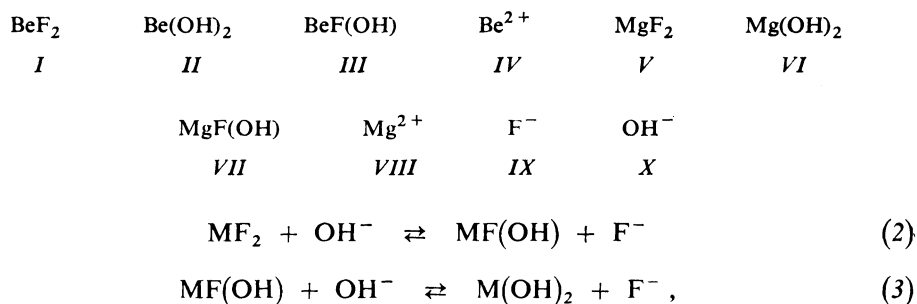 BeF₂ Be(OH)₂ BeF(OH) Be²⁺ MgF₂ Mg(OH)₂
I II III IV V VI
MgF(OH) Mg²⁺ F⁻ OH⁻
VII VIII IX X
MF₂ + OH⁻ ⇄ MF(OH) + F⁻ (2)
MF(OH) + OH⁻ ⇄ M(OH)₂ + F⁻ , (3)